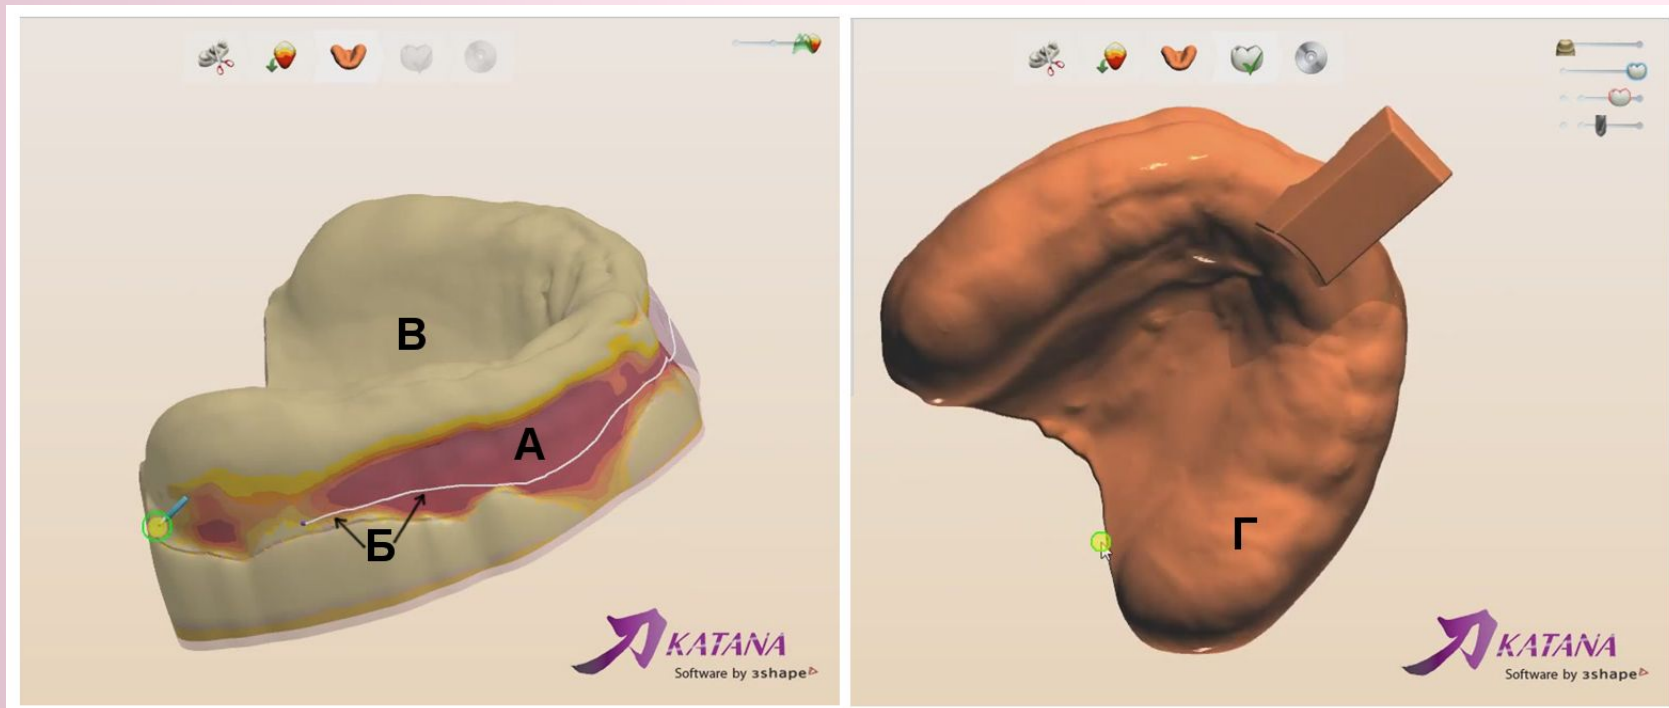 В
А
Б
KATANA
Software by 3shape
Г
KATANA
Software by 3shape